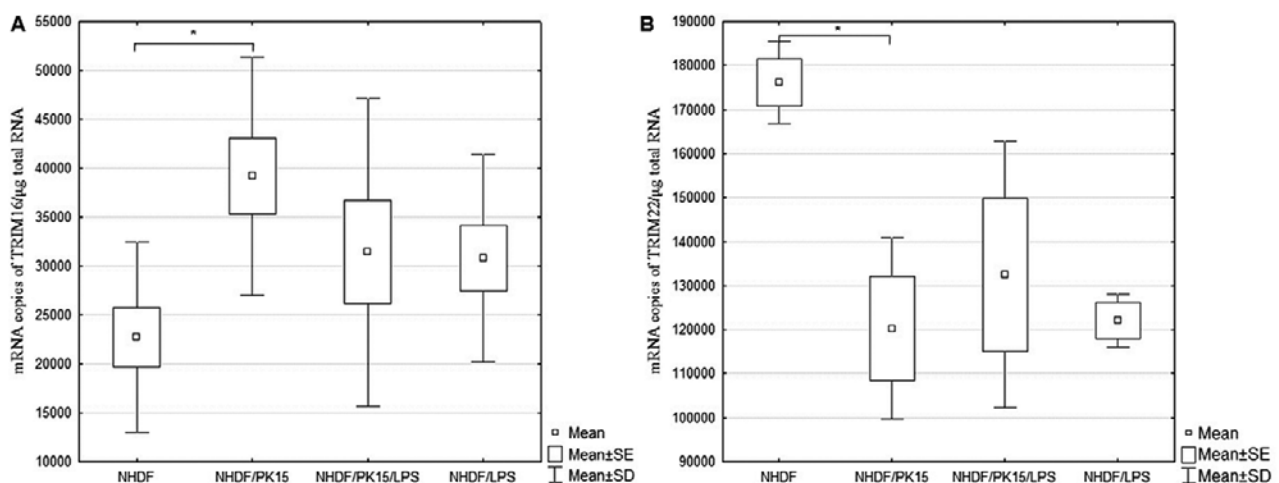 A
mRNA copies of TRIM16/μg total RNA
55000
50000
45000
40000
35000
30000
25000
20000
15000
10000
*
NHDF
NHDF/PK15
NHDF/PK15/LPS
NHDF/LPS
Mean
Mean±SE
Mean±SD
B
mRNA copies of TRIM22/μg total RNA
190000
180000
170000
160000
150000
140000
130000
120000
110000
100000
90000
*
NHDF
NHDF/PK15
NHDF/PK15/LPS
NHDF/LPS
Mean
Mean±SE
Mean±SD